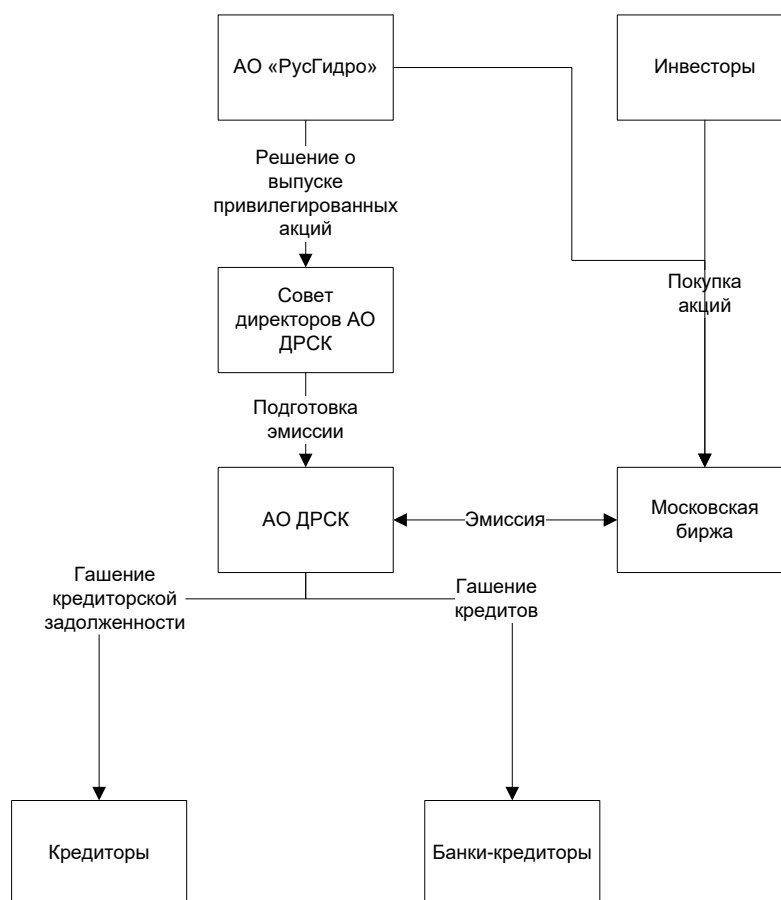 АО «РусГидро»
Инвесторы
Решение о
выпуске
привилегированных
акций
Совет
директоров АО
ДРСК
Покупка
акций
Подготовка
эмиссии
АО ДРСК
Эмиссия
Московская
биржа
Гашение
кредиторской
задолженности
Гашение
кредитов
Кредиторы
Банки-кредиторы